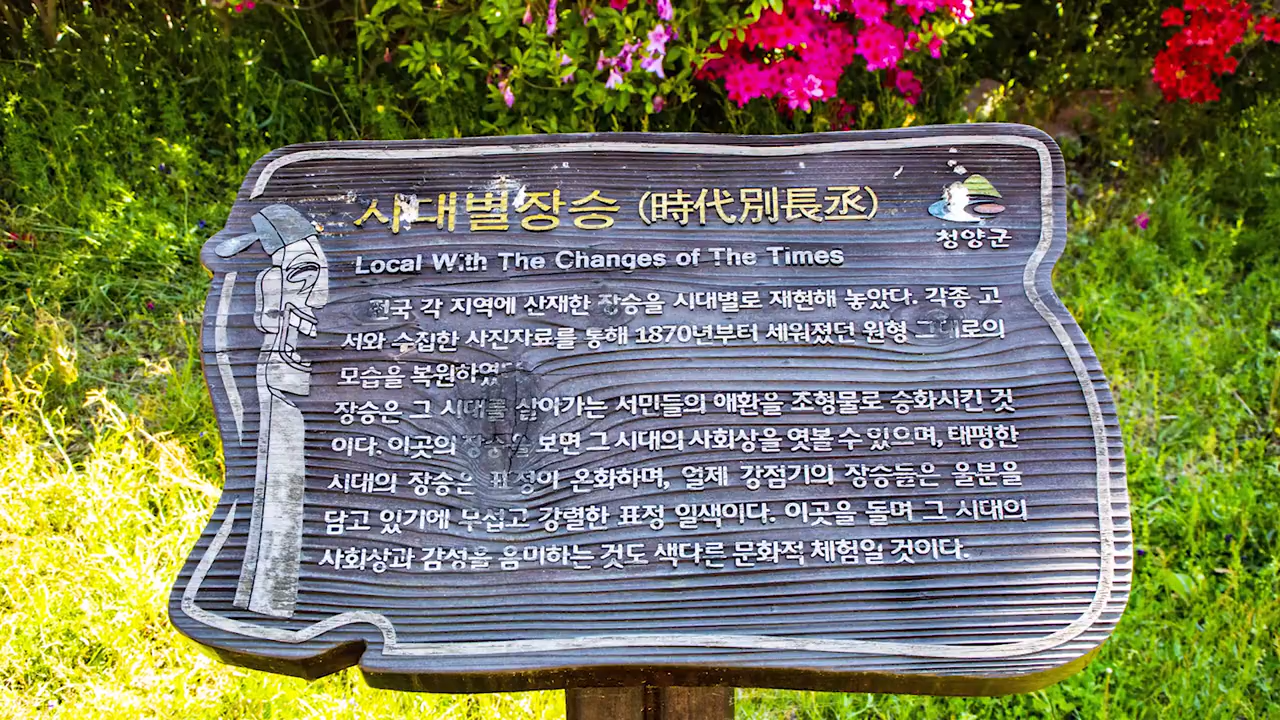 시대별장승 (時代別長丞)
청양군
Local With The Changes of The Times
전국 각 지역에 산재한 장승을 시대별로 재현해 놓았다. 각종 고
서와 수집한 사진자료를 통해 1870년부터 세워졌던 원형 그대로의
모습을 복원하였다
장승은 그 시대를 살아가는 서민들의 애환을 조형물로 승화시킨 것
이다. 이곳의 장승을 보면 그 시대의 사회상을 엿볼 수 있으며, 태평한
시대의 장승은 표정이 온화하며, 일제 강점기의 장승들은 울분을
담고 있기에 무섭고 강렬한 표정 일색이다. 이곳을 돌며 그 시대의
사회상과 감성을 음미하는 것도 색다른 문화적 체험일 것이다.